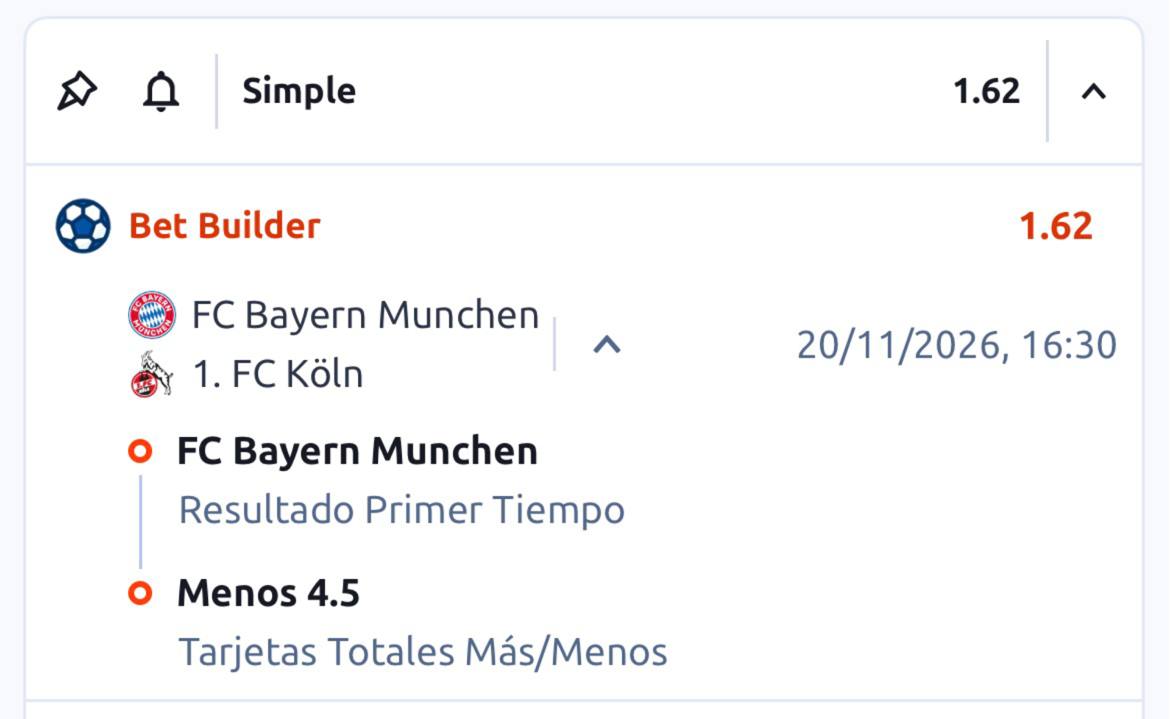 Simple
1.62
Bet Builder
1.62
FC Bayern Munchen
1. FC Köln
20/11/2026, 16:30
FC Bayern Munchen
Resultado Primer Tiempo
Menos 4.5
Tarjetas Totales Más/Menos